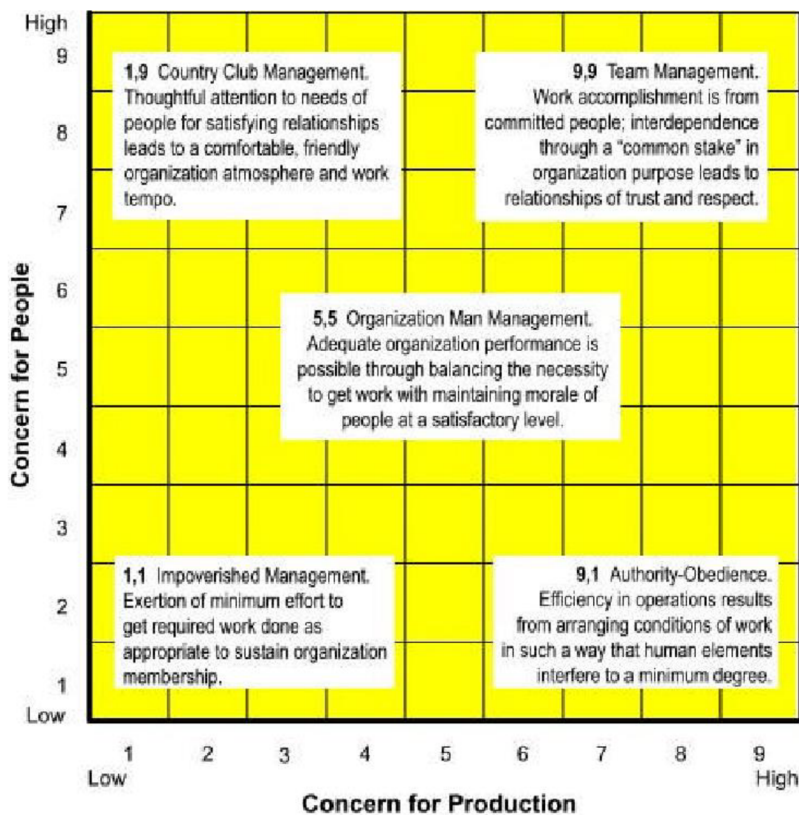 High
9
8
7
6
5
4
3
2
1
Low
Concern for People
1,9 Country Club Management.
Thoughtful attention to needs of
people for satisfying relationships
leads to a comfortable, friendly
organization atmosphere and work
tempo.
9,9 Team Management.
Work accomplishment is from
committed people; interdependence
through a “common stake” in
organization purpose leads to
relationships of trust and respect.
5,5 Organization Man Management.
Adequate organization performance is
possible through balancing the necessity
to get work with maintaining morale of
people at a satisfactory level.
1,1 Impoverished Management.
Exertion of minimum effort to
get required work done as
appropriate to sustain organization
membership.
9,1 Authority-Obedience.
Efficiency in operations results
from arranging conditions of work
in such a way that human elements
interfere to a minimum degree.
1 2 3 4 5 6 7 8 9
Low High
Concern for Production